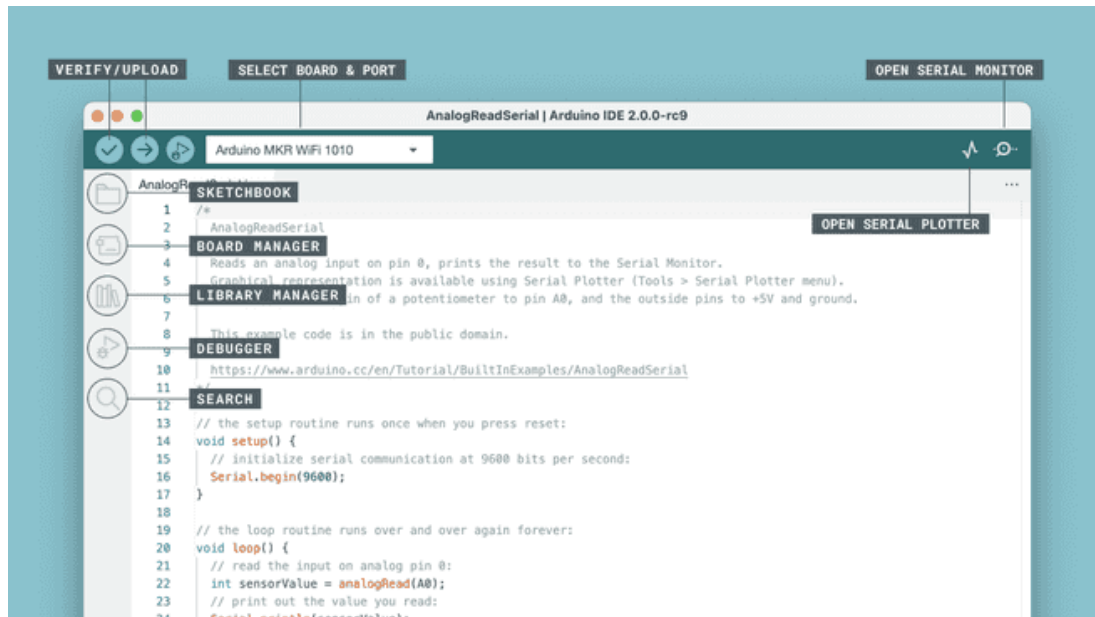 VERIFY/UPLOAD
SELECT BOARD & PORT
OPEN SERIAL MONITOR
AnalogReadSerial | Arduino IDE 2.0.0-rc9
Arduino MKR WiFi 1010
AnalogR
SKETCHBOOK
OPEN SERIAL PLOTTER
1 /*
2 AnalogReadSerial
3
BOARD MANAGER
4 Reads an analog input on pin 0, prints the result to the Serial Monitor.
5 Graphical representation is available using Serial Plotter (Tools > Serial Plotter menu).
LIBRARY MANAGER
6 in of a potentiometer to pin A0, and the outside pins to +5V and ground.
7
8 This example code is in the public domain.
DEBUGGER
9
10 https://www.arduino.cc/en/Tutorial/BuiltInExamples/AnalogReadSerial
11 */
SEARCH
12
13 // the setup routine runs once when you press reset:
14 void setup() {
15 // initialize serial communication at 9600 bits per second:
16 Serial.begin(9600);
17 }
18
19 // the loop routine runs over and over again forever:
20 void loop() {
21 // read the input on analog pin 0:
22 int sensorValue = analogRead(A0);
23 // print out the value you read: